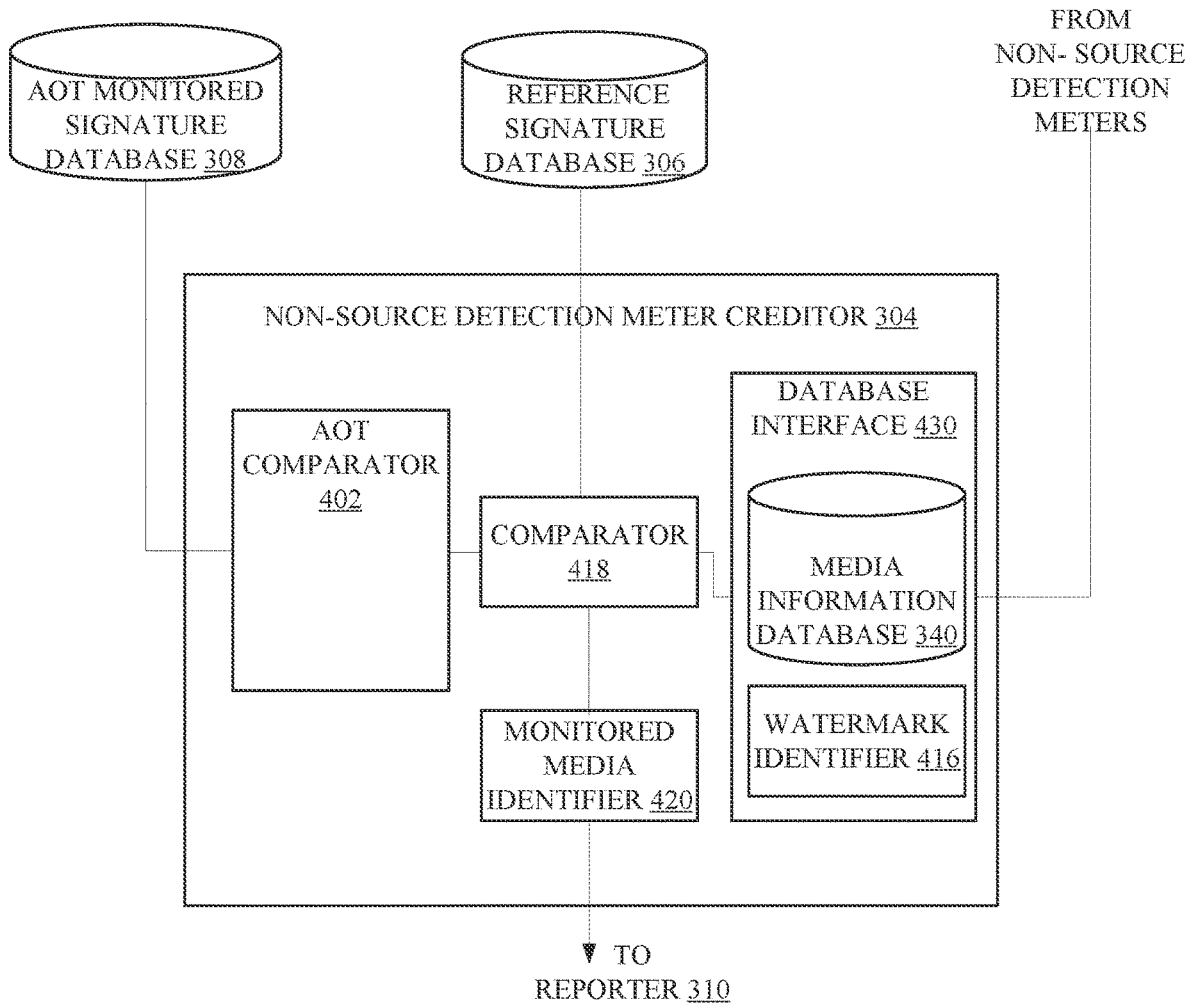 AOT MONITORED
SIGNATURE
DATABASE 308
REFERENCE
SIGNATURE
DATABASE 306
FROM
NON- SOURCE
DETECTION
METERS
NON-SOURCE DETECTION METER CREDITOR 304
AOT
COMPARATOR
402
COMPARATOR
418
DATABASE
INTERFACE 430
MEDIA
INFORMATION
DATABASE 340
WATERMARK
IDENTIFIER 416
MONITORED
MEDIA
IDENTIFIER 420
TO
REPORTER 310